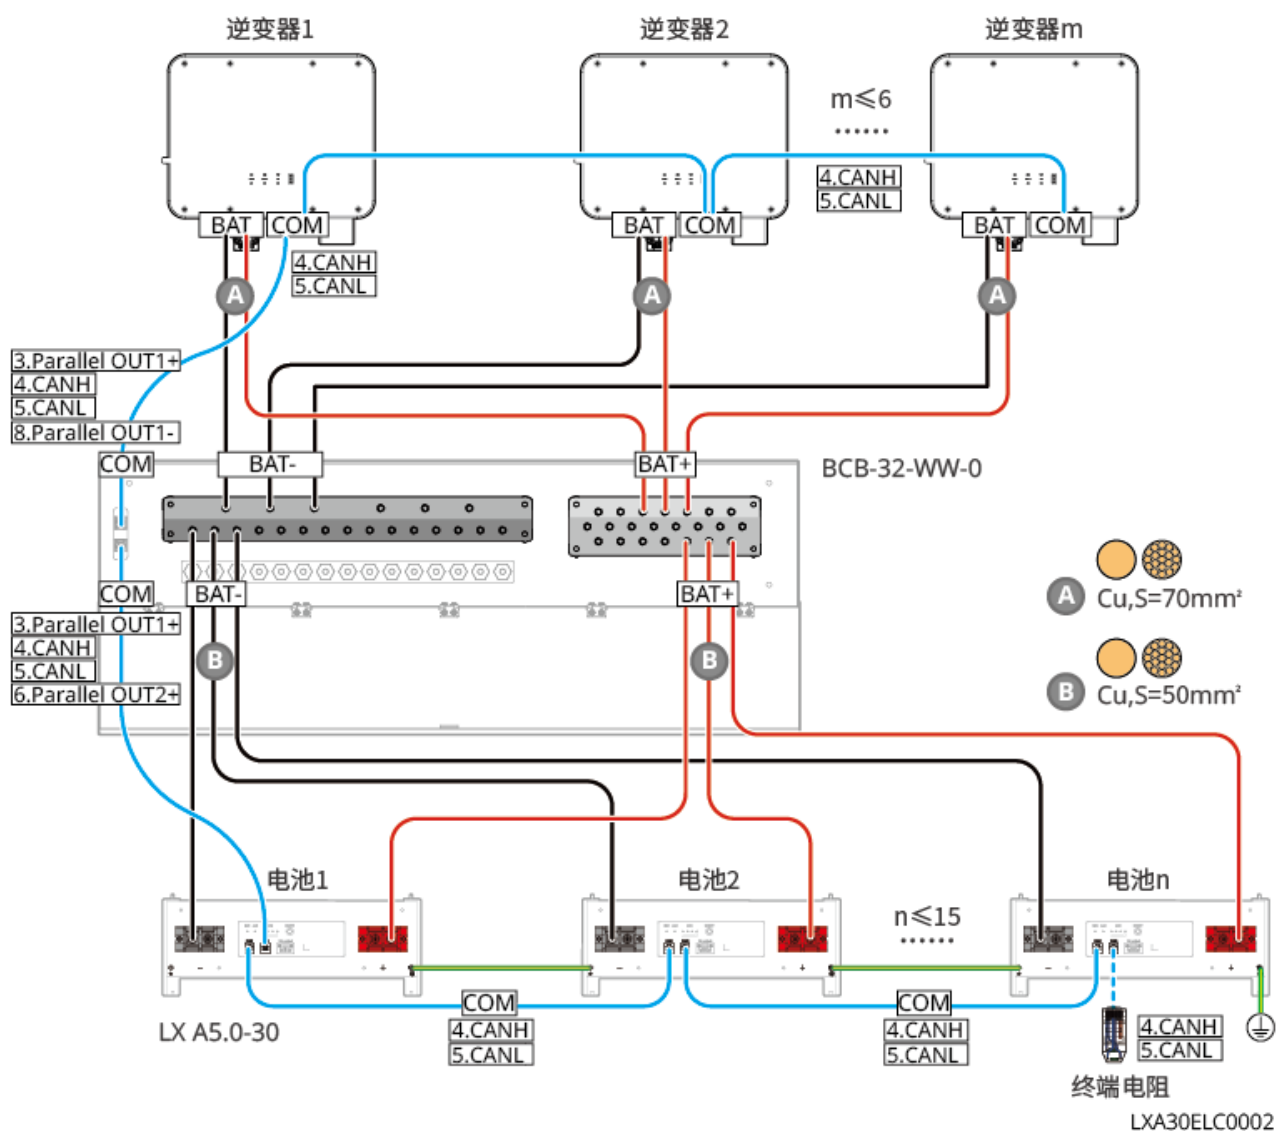 逆变器1
逆变器2
逆变器m
m≤6
······
4.CANH
5.CANL
BAT
COM
BAT
COM
BAT
COM
4.CANH
5.CANL
A
A
A
3.Parallel OUT1+
4.CANH
5.CANL
8.Parallel OUT1-
COM
BAT-
BAT+
BCB-32-WW-0
COM
BAT-
BAT+
3.Parallel OUT1+
4.CANH
5.CANL
6.Parallel OUT2+
B
B
A
Cu,S=70mm²
B
Cu,S=50mm²
电池1
电池2
电池n
n≤15
······
-
+
-
+
-
+
LX A5.0-30
COM
4.CANH
5.CANL
COM
4.CANH
5.CANL
4.CANH
5.CANL
终端电阻
LXA30ELC0002